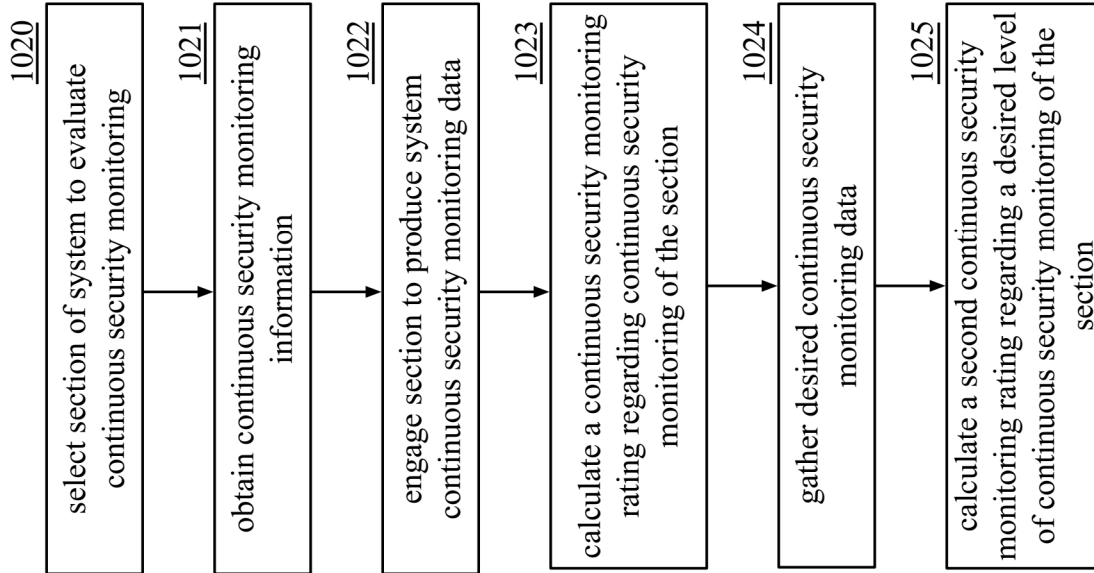 1020
select section of system to evaluate
continuous security monitoring
1021
obtain continuous security monitoring
information
1022
engage section to produce system
continuous security monitoring data
1023
calculate a continuous security monitoring
rating regarding continuous security
monitoring of the section
1024
gather desired continuous security
monitoring data
1025
calculate a second continuous security
monitoring rating regarding a desired level
of continuous security monitoring of the
section